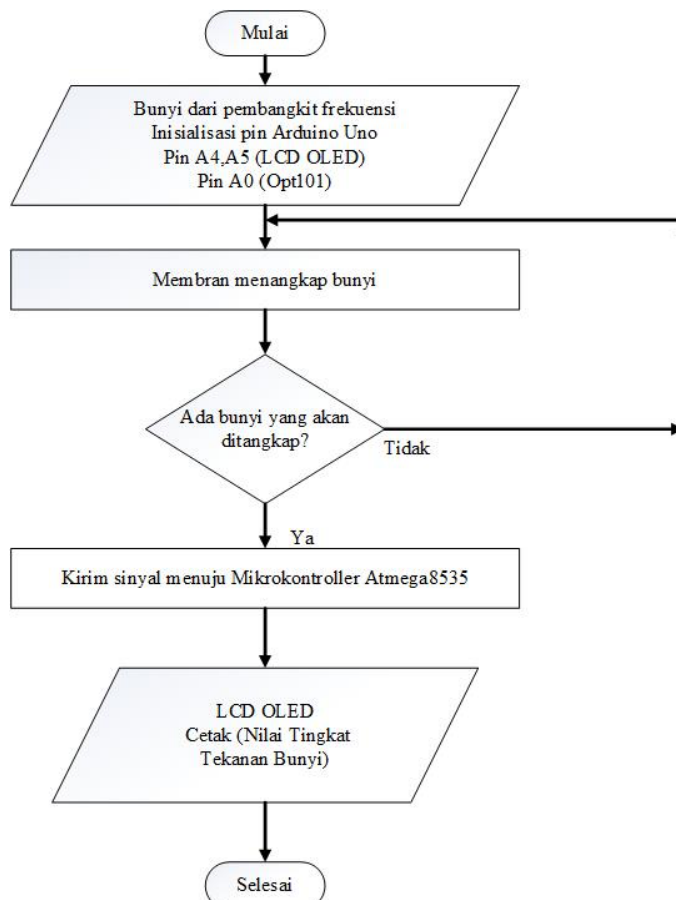 Mulai
Bunyi dari pembangkit frekuensi
Inisialisasi pin Arduino Uno
Pin A4,A5 (LCD OLED)
Pin A0 (Opt101)
Membran menangkap bunyi
Ada bunyi yang akan
ditangkap?
Tidak
Ya
Kirim sinyal menuju Mikrokontroller Atmega8535
LCD OLED
Cetak (Nilai Tingkat
Tekanan Bunyi)
Selesai